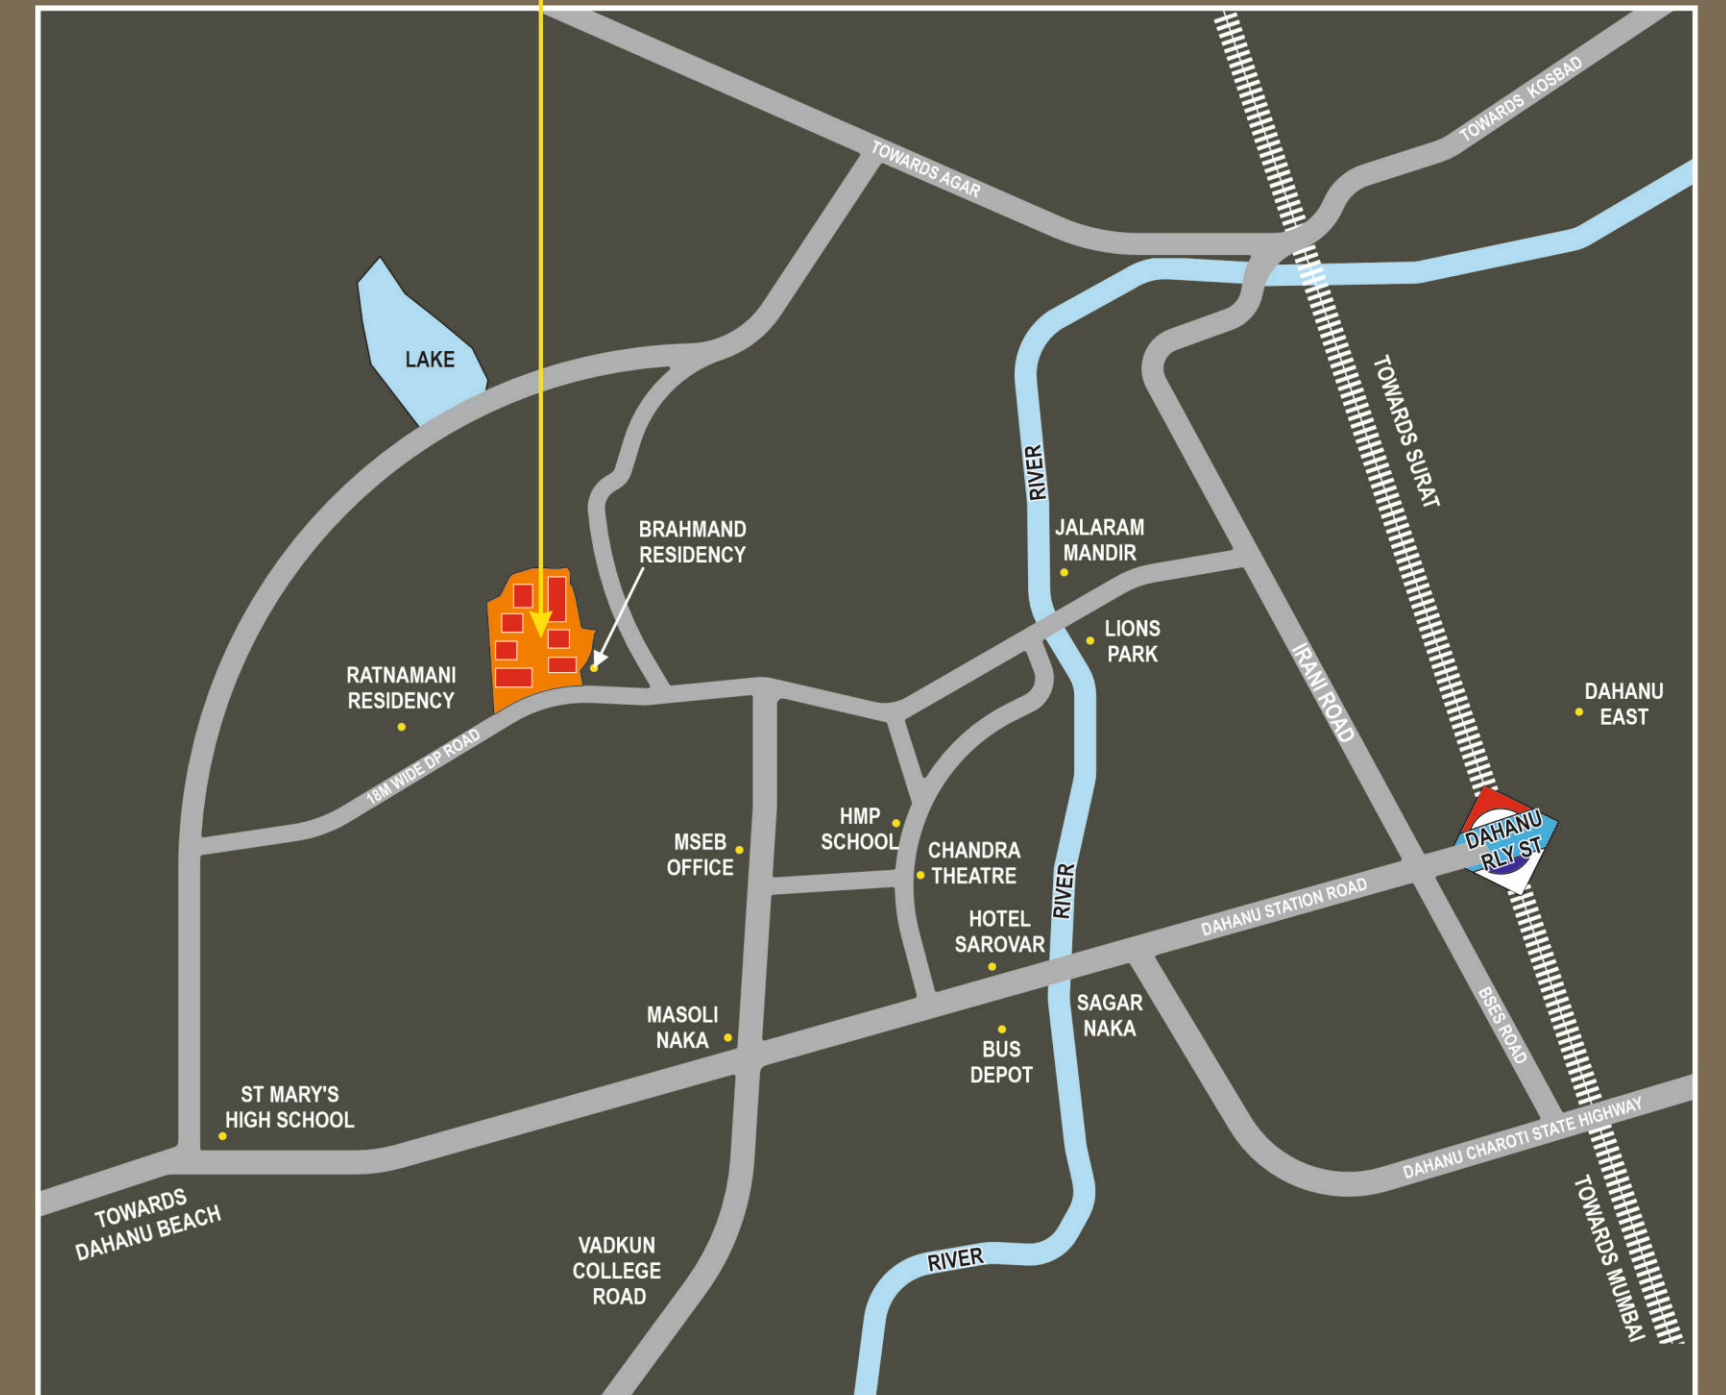 TOWARDS KOSBAD
TOWARDS AGAR
LAKE
TOWARDS SURAT
RIVER
BRAHMAND
RESIDENCY
JALARAM
MANDIR
LIONS
PARK
RATNAMANI
RESIDENCY
IRANI ROAD
DAHANU
EAST
18M WIDE DP ROAD
HMP
SCHOOL
MSEB
OFFICE
CHANDRA
THEATRE
DAHANU
RLY ST.
RIVER
DAHANU STATION ROAD
HOTEL
SAROVAR
MASOLI
NAKA
SAGAR
NAKA
BUS
DEPOT
BSES ROAD
ST MARY'S
HIGH SCHOOL
DAHANU CHAROTI STATE HIGHWAY
TOWARDS
DAHANU BEACH
VADKUN
COLLEGE
ROAD
RIVER
TOWARDS MUMBAI